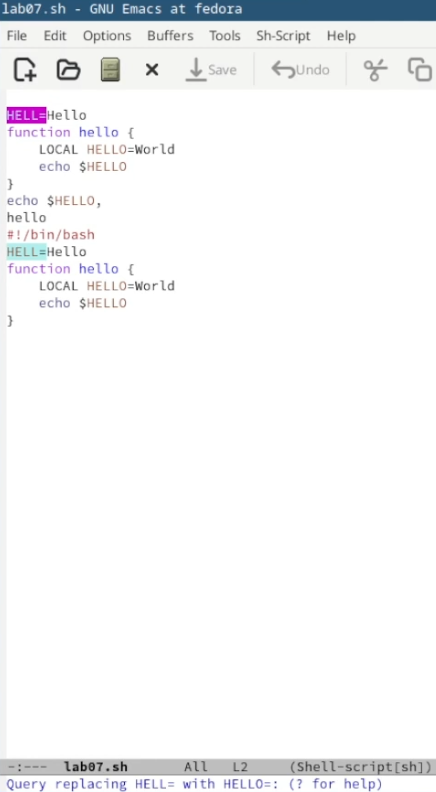 lab07.sh - GNU Emacs at fedora
File Edit Options Buffers Tools Sh-Script Help
Save Undo
HELL=Hello
function hello {
    LOCAL HELLO=World
    echo $HELLO
}
echo $HELLO,
hello
#!/bin/bash
HELL=Hello
function hello {
    LOCAL HELLO=World
    echo $HELLO
}
-:--- lab07.sh All L2 (Shell-script[sh])
Query replacing HELL= with HELLO=: (? for help)